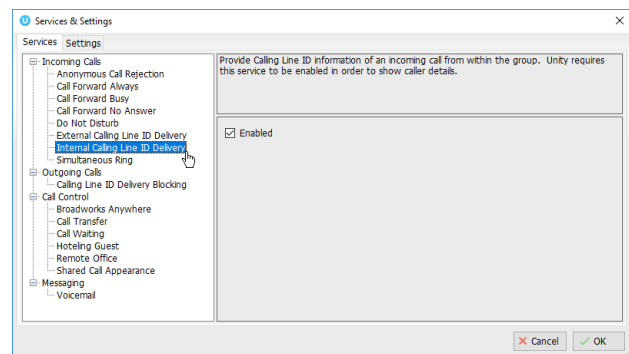 Services & Settings
Services Settings
Incoming Calls
Anonymous Call Rejection
Call Forward Always
Call Forward Busy
Call Forward No Answer
Do Not Disturb
External Calling Line ID Delivery
Internal Calling Line ID Delivery
Simultaneous Ring
Outgoing Calls
Calling Line ID Delivery Blocking
Call Control
Broadworks Anywhere
Call Transfer
Call Waiting
Hoteling Guest
Remote Office
Shared Call Appearance
Messaging
Voicemail
Provide Calling Line ID information of an incoming call from within the group. Unity requires
this service to be enabled in order to show caller details.
Enabled
Cancel OK